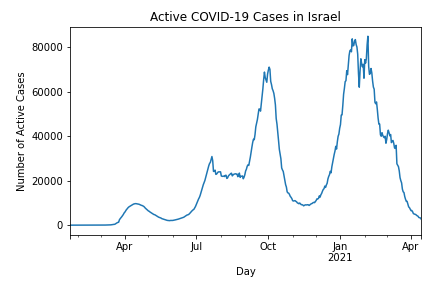 Active COVID-19 Cases in Israel
Number of Active Cases
80000
60000
40000
20000
0
Apr
Jul
Oct
Jan
2021
Apr
Day